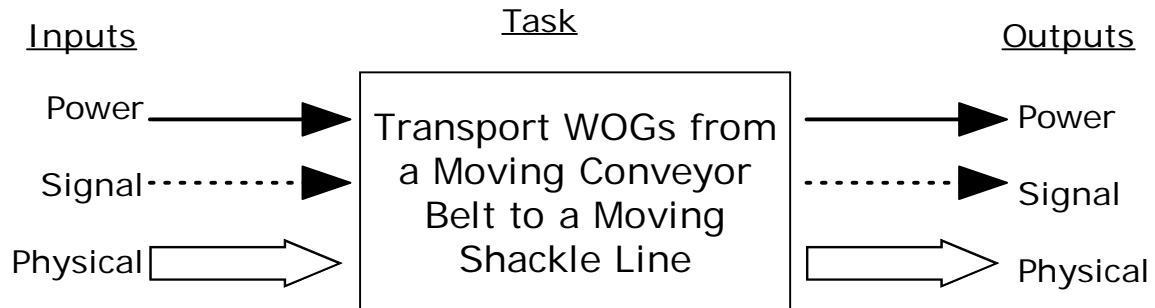 Inputs
Task
Outputs
Power
Signal
Physical
Transport WOGs from
a Moving Conveyor
Belt to a Moving
Shackle Line
Power
Signal
Physical